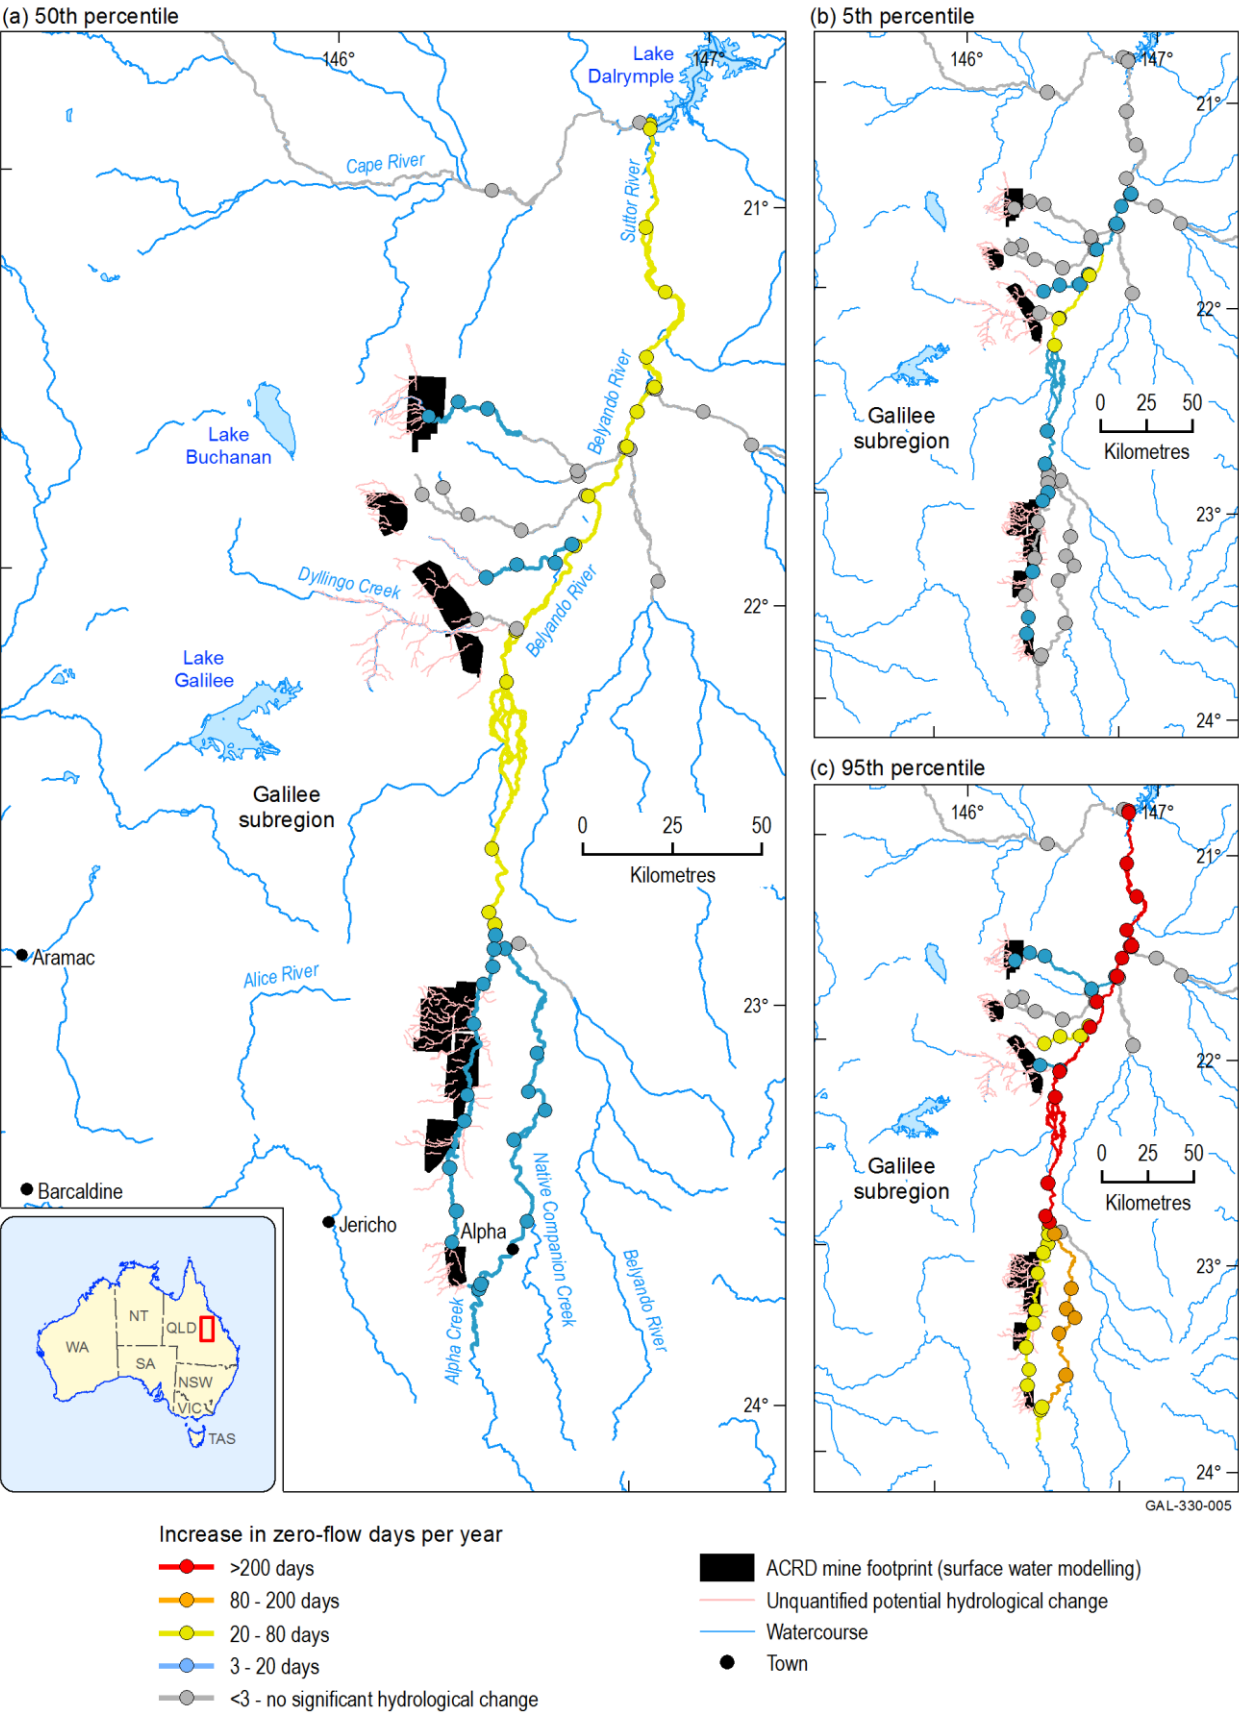 (a) 50th percentile
146°
147°
Lake
Dalrymple
Cape River
Suttor River
21°
Belyando River
Lake
Buchanan
Dyllingo Creek
Belyando River
22°
Lake
Galilee
Galilee
subregion
0 25 50
Kilometres
Aramac
Alice River
23°
Barcaldine
Jericho
Alpha
Native Companion Creek
Belyando River
Alpha Creek
24°
WA
NT
QLD
SA
NSW
VIC
TAS
(b) 5th percentile
146°
147°
21°
22°
Galilee
subregion
0 25 50
Kilometres
23°
24°
(c) 95th percentile
146°
147°
21°
22°
Galilee
subregion
0 25 50
Kilometres
23°
24°
GAL-330-005
Increase in zero-flow days per year
>200 days
80 - 200 days
20 - 80 days
3 - 20 days
<3 - no significant hydrological change
ACRD mine footprint (surface water modelling)
Unquantified potential hydrological change
Watercourse
Town